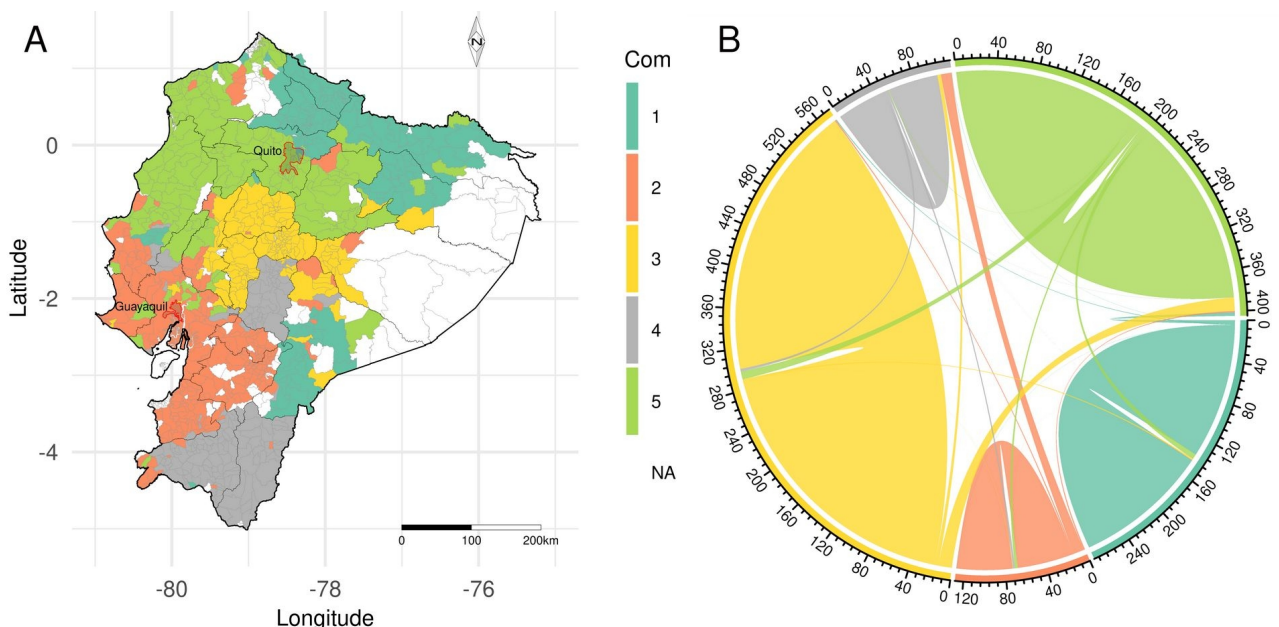 A
N
Quito
Guayaquil
0
-2
-4
Latitude
-80
-78
-76
Longitude
0 100 200km
Com
1
2
3
4
5
NA
B
0 40 80 120 160 200 240 280 320 360 400
0 40 80 120 160 200 240
0 40 80 120
0 40 80 120 160 200 240 280 320 360 400 440 480 520 560
0 40 80